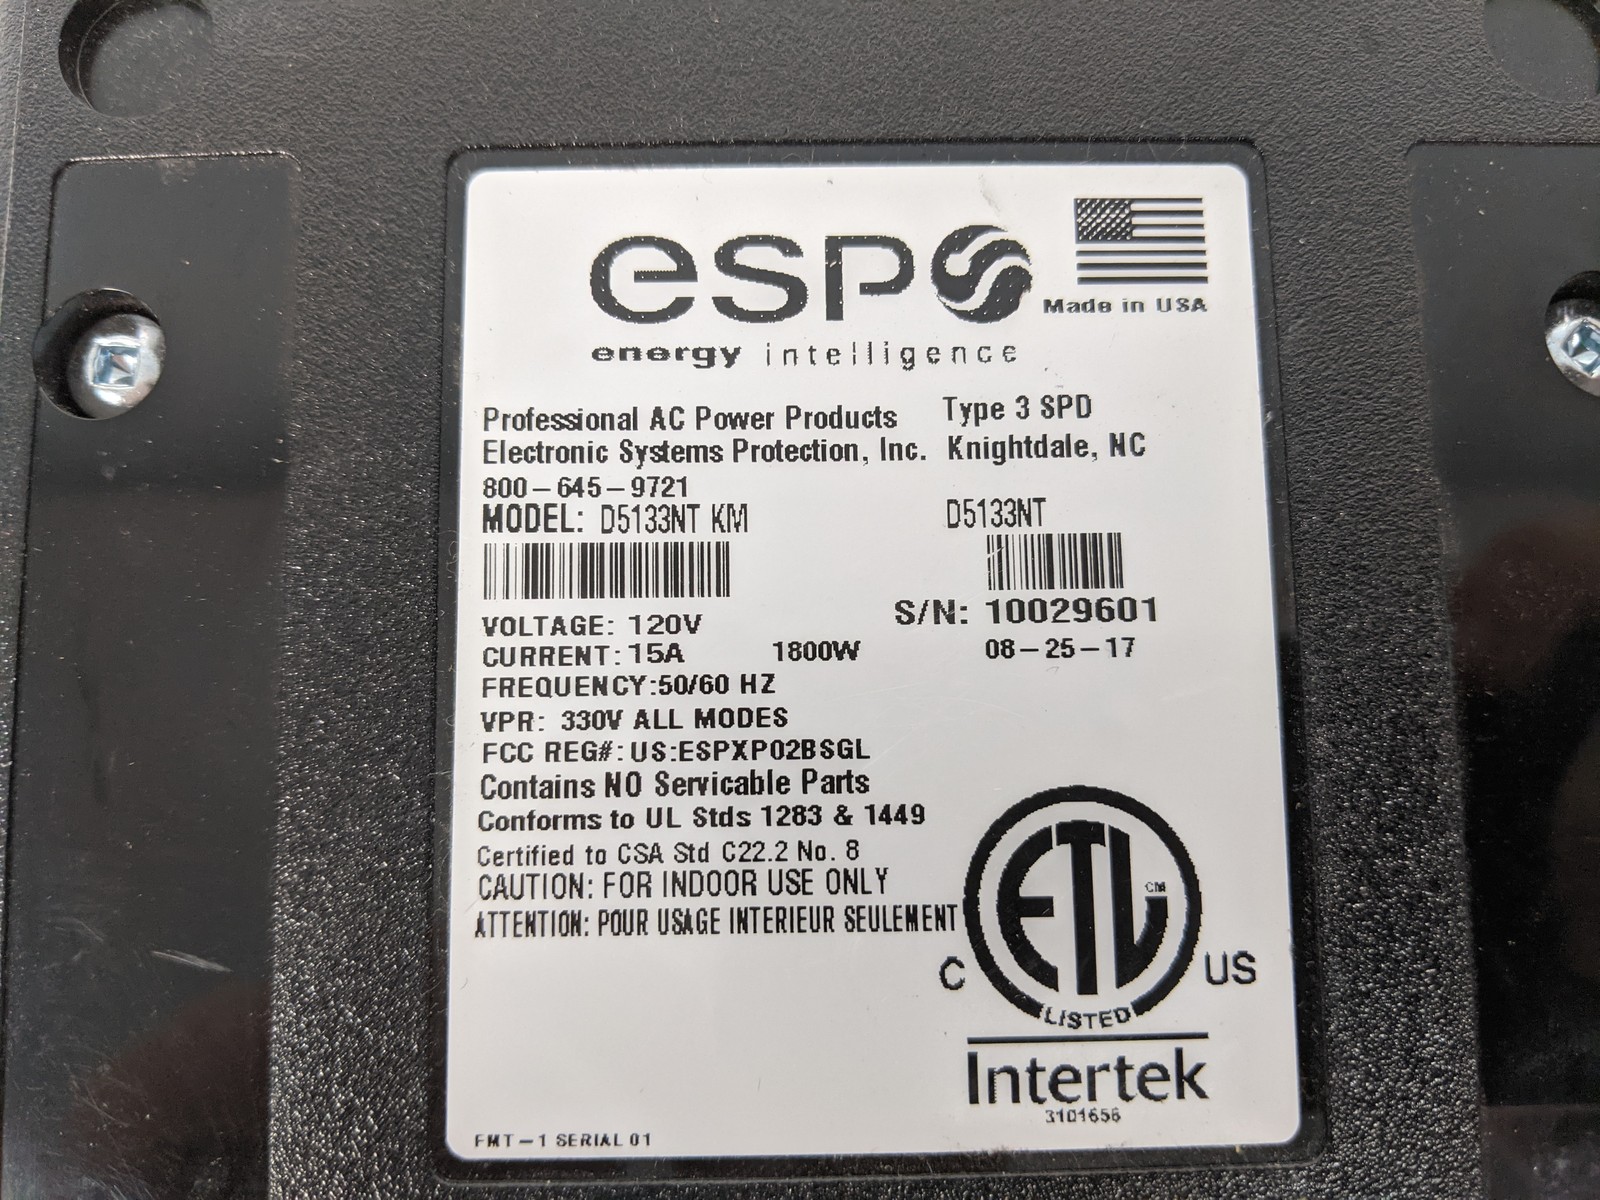 esp
Made in USA
energy intelligence
Professional AC Power Products Type 3 SPD
Electronic Systems Protection, Inc. Knightdale, NC
800-645-9721
MODEL: D5133NT KM D5133NT
VOLTAGE: 120V S/N: 10029601
CURRENT: 15A 1800W 08-25-17
FREQUENCY:50/60 HZ
VPR: 330V ALL MODES
FCC REG#: US:ESPXP02BSGL
Contains NO Servicable Parts
Conforms to UL Stds 1283 & 1449
Certified to CSA Std C22.2 No. 8
CAUTION: FOR INDOOR USE ONLY
ATTENTION: POUR USAGE INTERIEUR SEULEMENT
ETL CM
C US
LISTED
Intertek
3101656
FMT-1 SERIAL 01